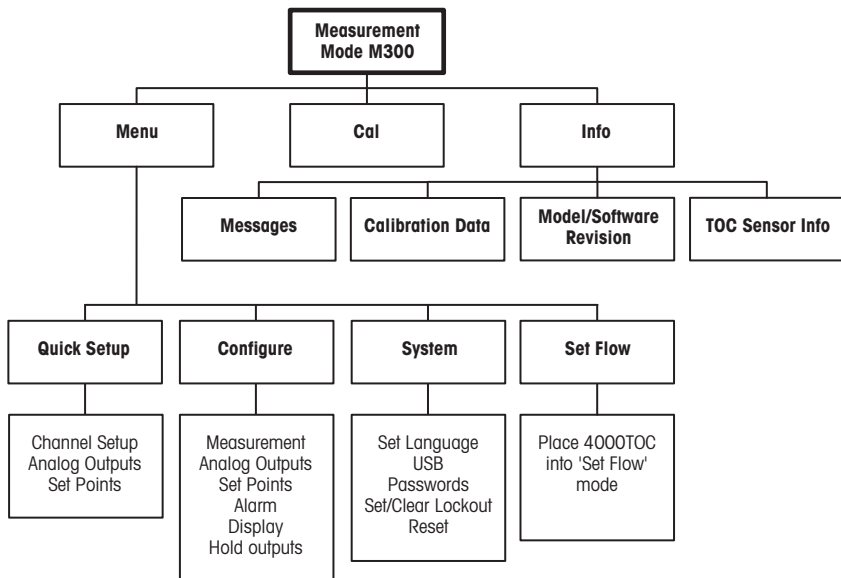 Measurement
Mode M300
Menu
Cal
Info
Messages
Calibration Data
Model/Software
Revision
TOC Sensor Info
Quick Setup
Configure
System
Set Flow
Channel Setup
Analog Outputs
Set Points
Measurement
Analog Outputs
Set Points
Alarm
Display
Hold outputs
Set Language
USB
Passwords
Set/Clear Lockout
Reset
Place 4000TOC
into 'Set Flow'
mode